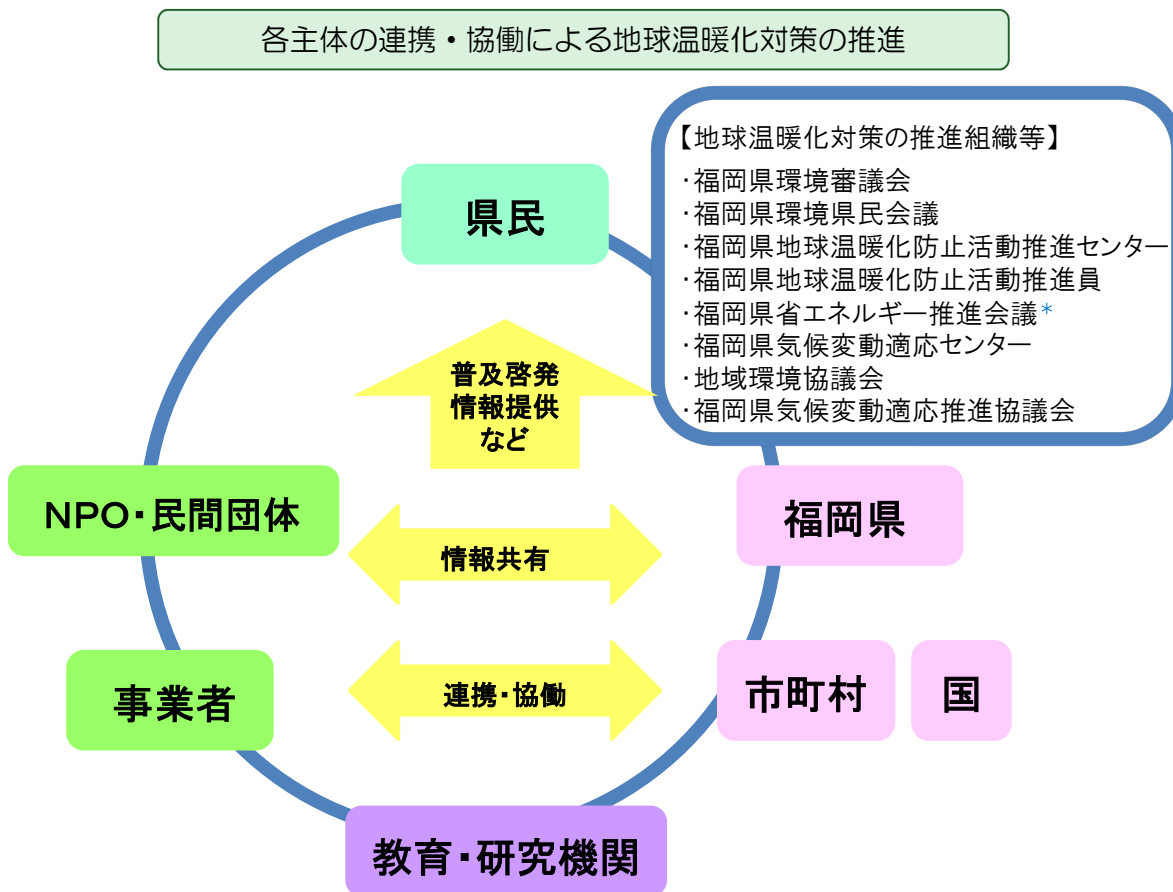 各主体の連携・協働による地球温暖化対策の推進
【地球温暖化対策の推進組織等】
・福岡県環境審議会
・福岡県環境県民会議
・福岡県地球温暖化防止活動推進センター
・福岡県地球温暖化防止活動推進員
・福岡県省エネルギー推進会議*
・福岡県気候変動適応センター
・地域環境協議会
・福岡県気候変動適応推進協議会
県民
普及啓発
情報提供
など
NPO・民間団体
福岡県
情報共有
事業者
連携・協働
市町村
国
教育・研究機関